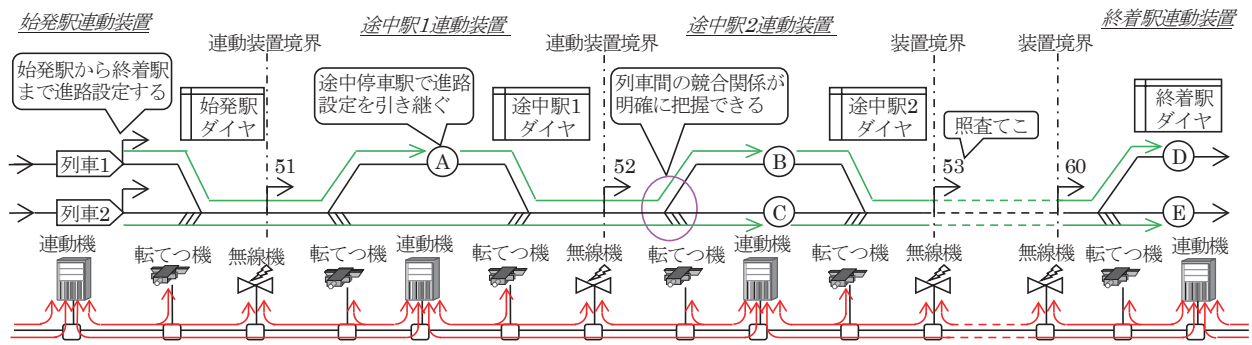 始発駅連動装置
途中駅1連動装置
途中駅2連動装置
終着駅連動装置
連動装置境界
連動装置境界
装置境界
装置境界
始発駅から終着駅
まで進路設定する
始発駅
ダイヤ
途中停車駅で進路
設定を引き継ぐ
途中駅1
ダイヤ
列車間の競合関係が
明確に把握できる
途中駅2
ダイヤ
照査てこ
終着駅
ダイヤ
列車1
51
A
52
B
53
60
D
列車2
C
E
連動機
転てつ機
無線機
転てつ機
連動機
転てつ機
無線機
転てつ機
連動機
転てつ機
無線機
無線機
転てつ機
連動機